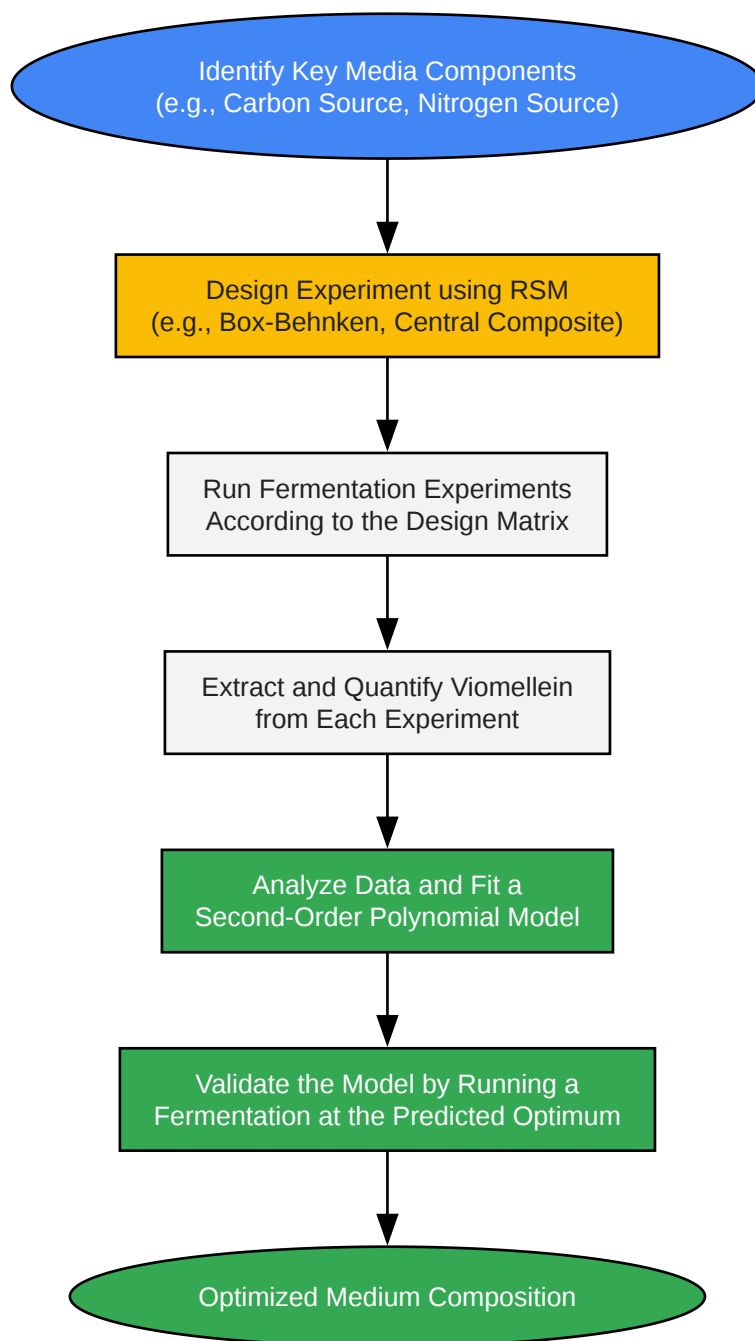 Identify Key Media Components
(e.g., Carbon Source, Nitrogen Source)
Design Experiment using RSM
(e.g., Box-Behnken, Central Composite)
Run Fermentation Experiments
According to the Design Matrix
Extract and Quantify Viomellein
from Each Experiment
Analyze Data and Fit a
Second-Order Polynomial Model
Validate the Model by Running a
Fermentation at the Predicted Optimum
Optimized Medium Composition